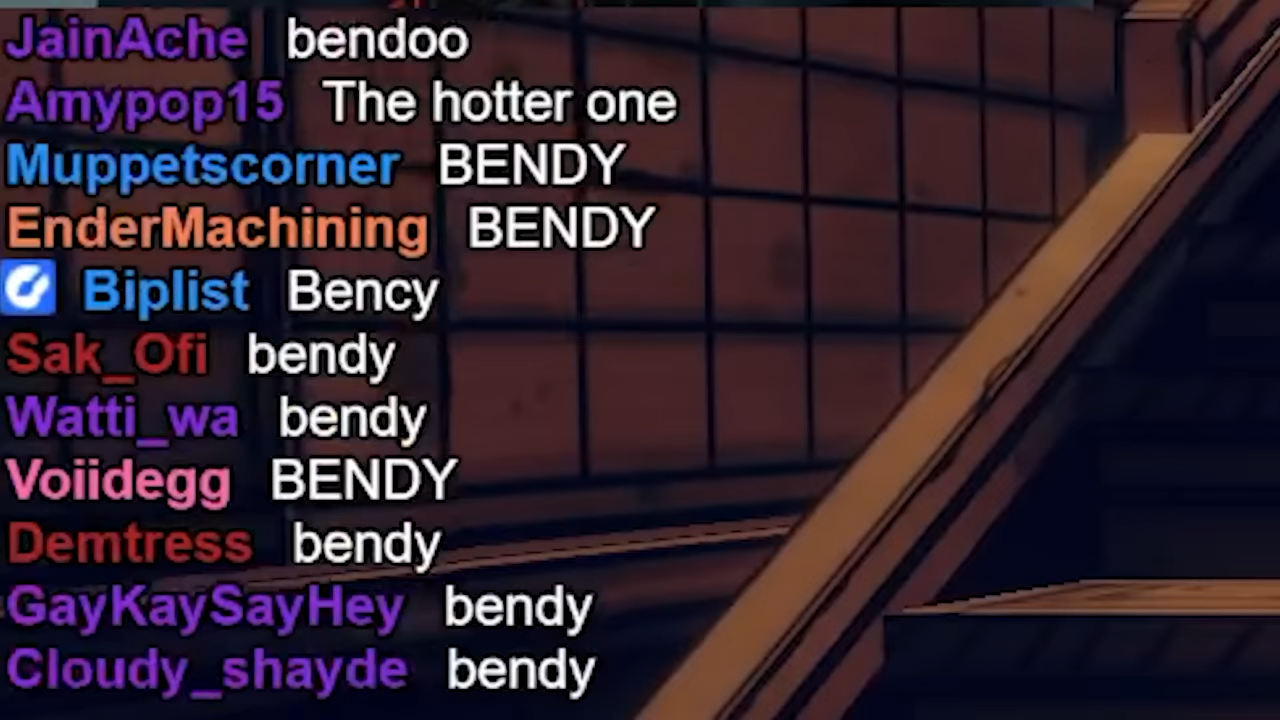 JainAche bendoo
Amypop15 The hotter one
Muppetscorner BENDY
EnderMachining BENDY
Biplist Bency
Sak_Ofi bendy
Watti_wa bendy
Voiidegg BENDY
Demtress bendy
GayKaySayHey bendy
Cloudy_shayde bendy